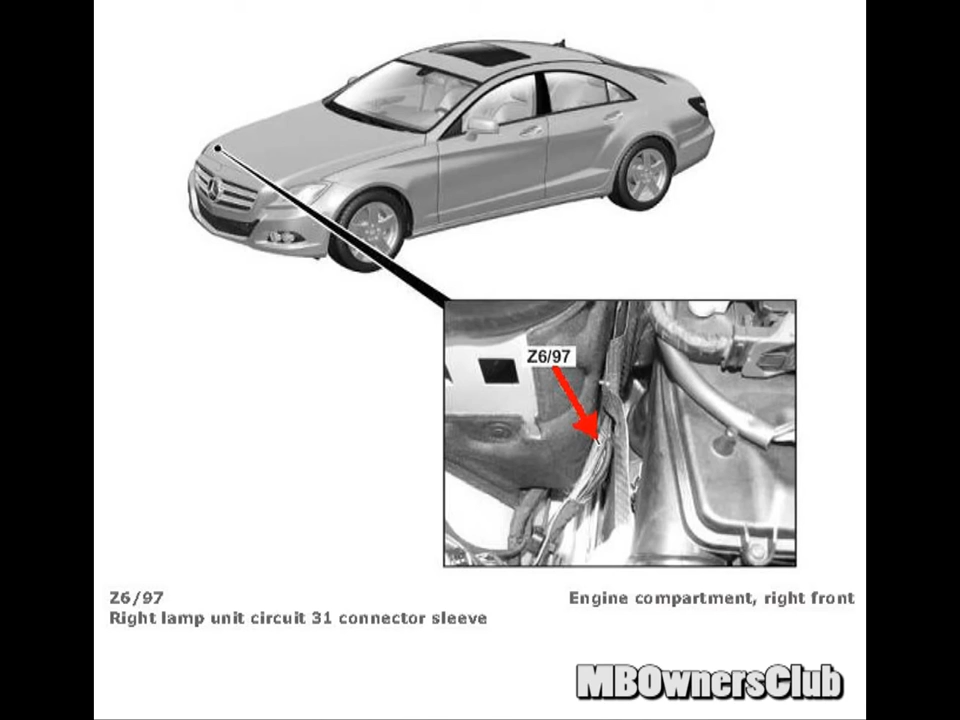 Z6/97
Z6/97
Right lamp unit circuit 31 connector sleeve
Engine compartment, right front
MBOwnersClub